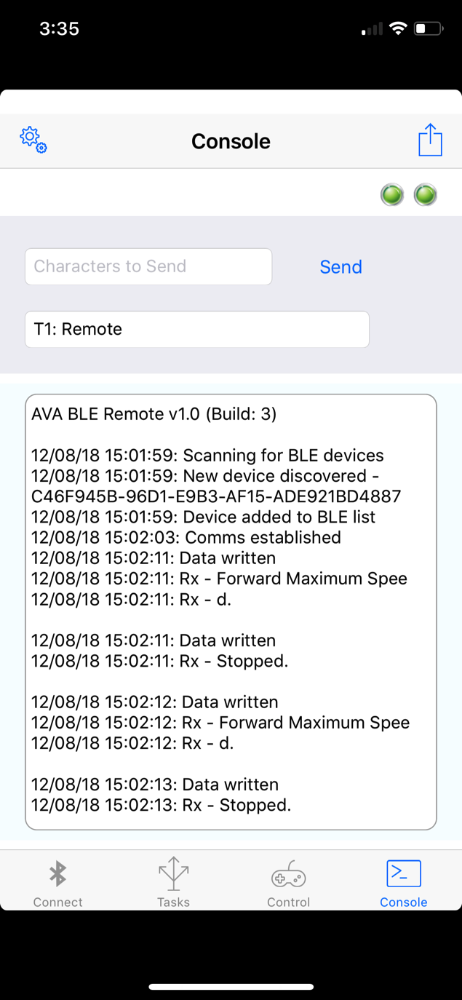 3:35
Console
Characters to Send
Send
T1: Remote
AVA BLE Remote v1.0 (Build: 3)
12/08/18 15:01:59: Scanning for BLE devices
12/08/18 15:01:59: New device discovered -
C46F945B-96D1-E9B3-AF15-ADE921BD4887
12/08/18 15:01:59: Device added to BLE list
12/08/18 15:02:03: Comms established
12/08/18 15:02:11: Data written
12/08/18 15:02:11: Rx - Forward Maximum Spee
12/08/18 15:02:11: Rx - d.
12/08/18 15:02:11: Data written
12/08/18 15:02:11: Rx - Stopped.
12/08/18 15:02:12: Data written
12/08/18 15:02:12: Rx - Forward Maximum Spee
12/08/18 15:02:12: Rx - d.
12/08/18 15:02:13: Data written
12/08/18 15:02:13: Rx - Stopped.
Connect Tasks Control Console